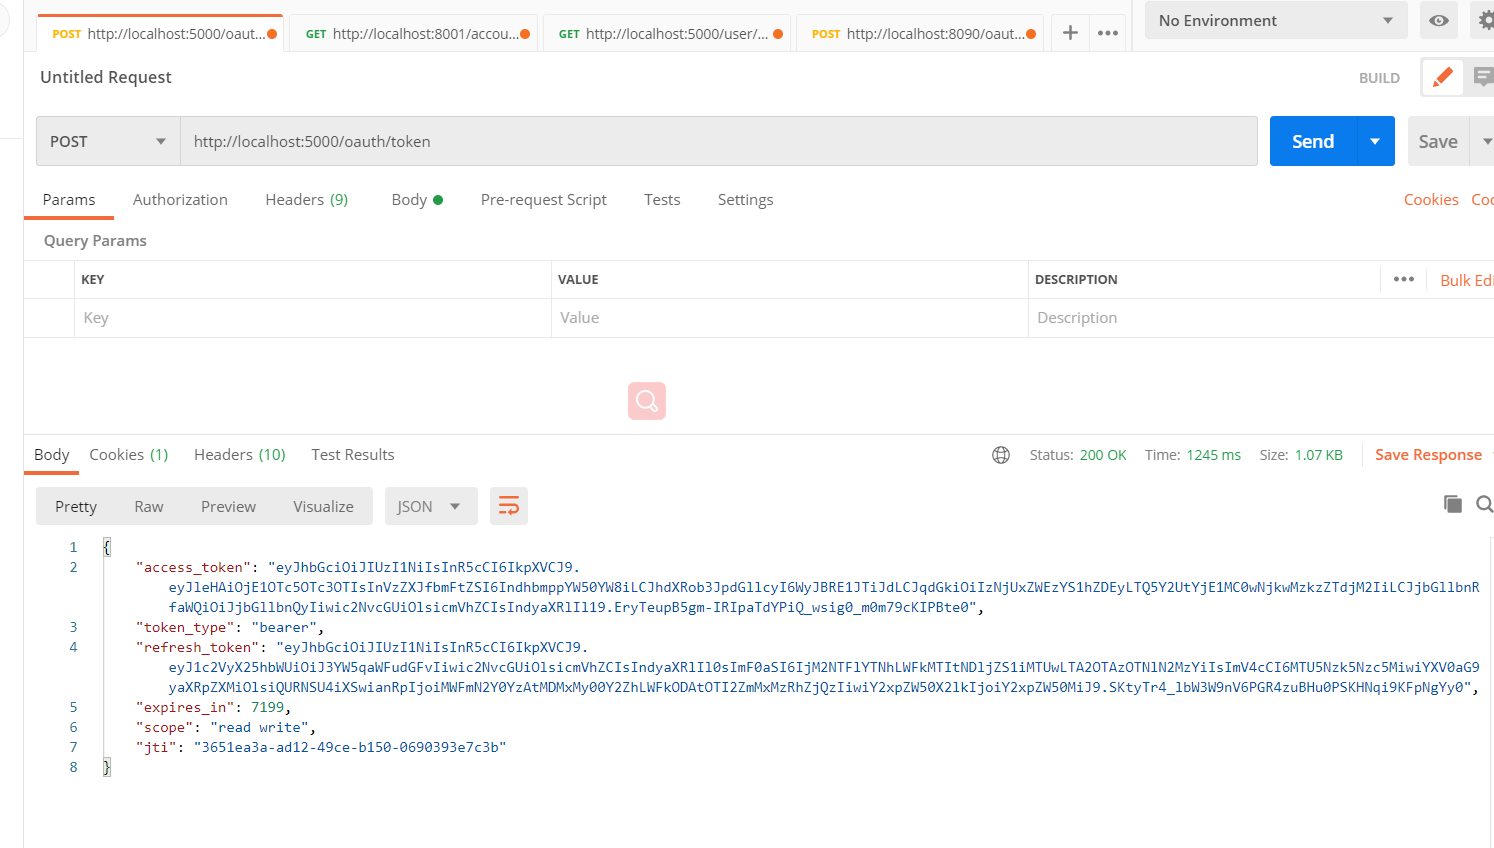 POST http://localhost:5000/oaut... GET http://localhost:8001/accou... GET http://localhost:5000/user/... POST http://localhost:8090/oaut... + ••• No Environment
Untitled Request BUILD
POST http://localhost:5000/oauth/token Send Save
Params Authorization Headers (9) Body Pre-request Script Tests Settings Cookies Coo
Query Params
KEY VALUE DESCRIPTION ••• Bulk Edi
Key Value Description
Body Cookies (1) Headers (10) Test Results Status: 200 OK Time: 1245 ms Size: 1.07 KB Save Response
Pretty Raw Preview Visualize JSON
1 {
2 "access_token": "eyJhbGciOiJIUzI1NiIsInR5cCI6IkpXVCJ9.
eyJleHAiOjE1OTc5OTc3OTIsInVzZXJfbmFtZSI6IndhbmppYW50YW8iLCJhdXRob3JpdGllcyI6WyJBRE1JTiJdLCJqdGkiOiIzNjUxZWEzYS1hZDEyLTQ5Y2UtYjE1MC0wNjkwMzkzZTdjM2IiLCJjbGllbnR
faWQiOiJjbGllbnQyIiwic2NvcGUiOlsicmVhZCIsIndyaXRlIl19.EryTeupB5gm-IRIpaTdYPiQ_wsig0_m0m79cKIPBte0",
3 "token_type": "bearer",
4 "refresh_token": "eyJhbGciOiJIUzI1NiIsInR5cCI6IkpXVCJ9.
eyJ1c2VyX25hbWUiOiJ3YW5qaWFudGFvIiwic2NvcGUiOlsicmVhZCIsIndyaXRlIl0sImF0aSI6IjM2NTFlYTNhLWFkMTItNDljZS1iMTUwLTA2OTAzOTNlN2MzYiIsImV4cCI6MTU5Nzk5Nzc5MiwiYXV0aG9
yaXRpZXMiOlsiQURNSU4iXSwianRpIjoiMWFmN2Y0YzAtMDMxMy00Y2ZhLWFkODAtOTI2ZmMxMzRhZjQzIiwiY2xpZW50X2lkIjoiY2xpZW50MiJ9.SKtyTr4_lbW3W9nV6PGR4zuBHu0PSKHNqi9KFpNgYy0",
5 "expires_in": 7199,
6 "scope": "read write",
7 "jti": "3651ea3a-ad12-49ce-b150-0690393e7c3b"
8 }